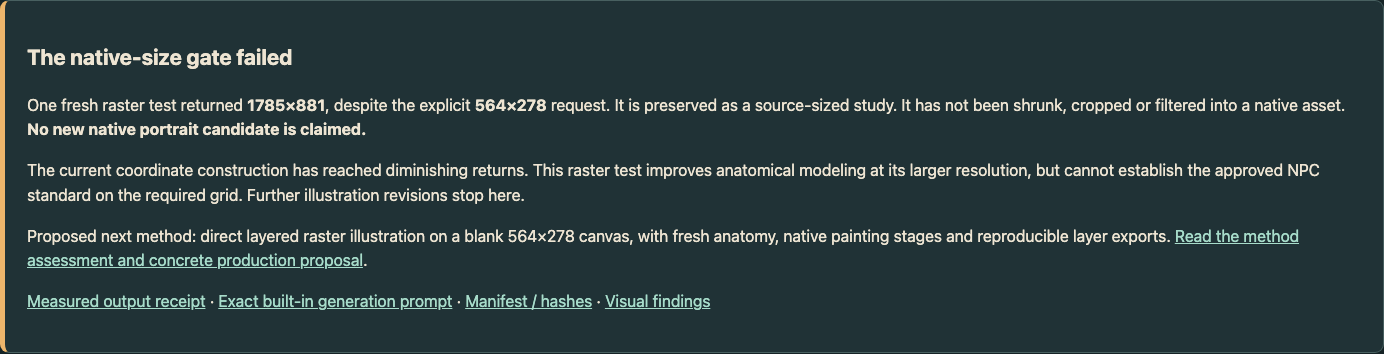 The native-size gate failed
One fresh raster test returned 1785×881, despite the explicit 564×278 request. It is preserved as a source-sized study. It has not been shrunk, cropped or filtered into a native asset.
No new native portrait candidate is claimed.
The current coordinate construction has reached diminishing returns. This raster test improves anatomical modeling at its larger resolution, but cannot establish the approved NPC
standard on the required grid. Further illustration revisions stop here.
Proposed next method: direct layered raster illustration on a blank 564×278 canvas, with fresh anatomy, native painting stages and reproducible layer exports. Read the method
assessment and concrete production proposal.
Measured output receipt · Exact built-in generation prompt · Manifest / hashes · Visual findings